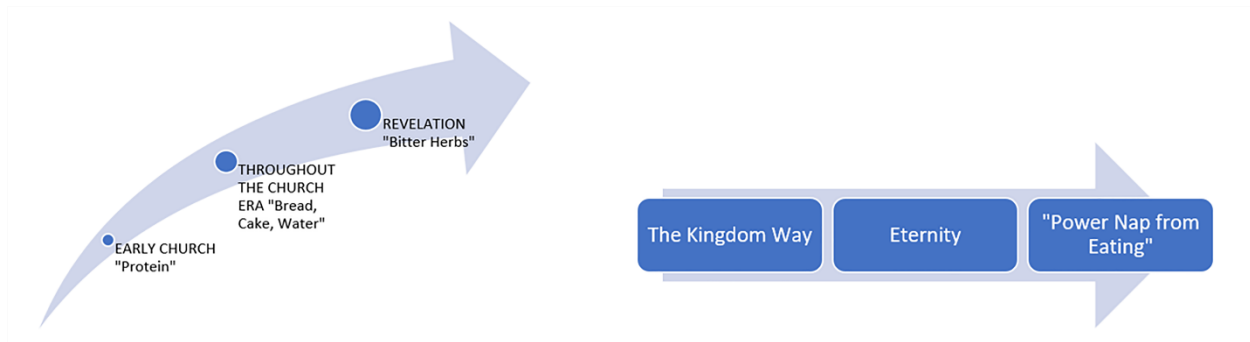 EARLY CHURCH
"Protein"
THROUGHOUT
THE CHURCH
ERA "Bread,
Cake, Water"
REVELATION
"Bitter Herbs"
The Kingdom Way
Eternity
"Power Nap from
Eating"